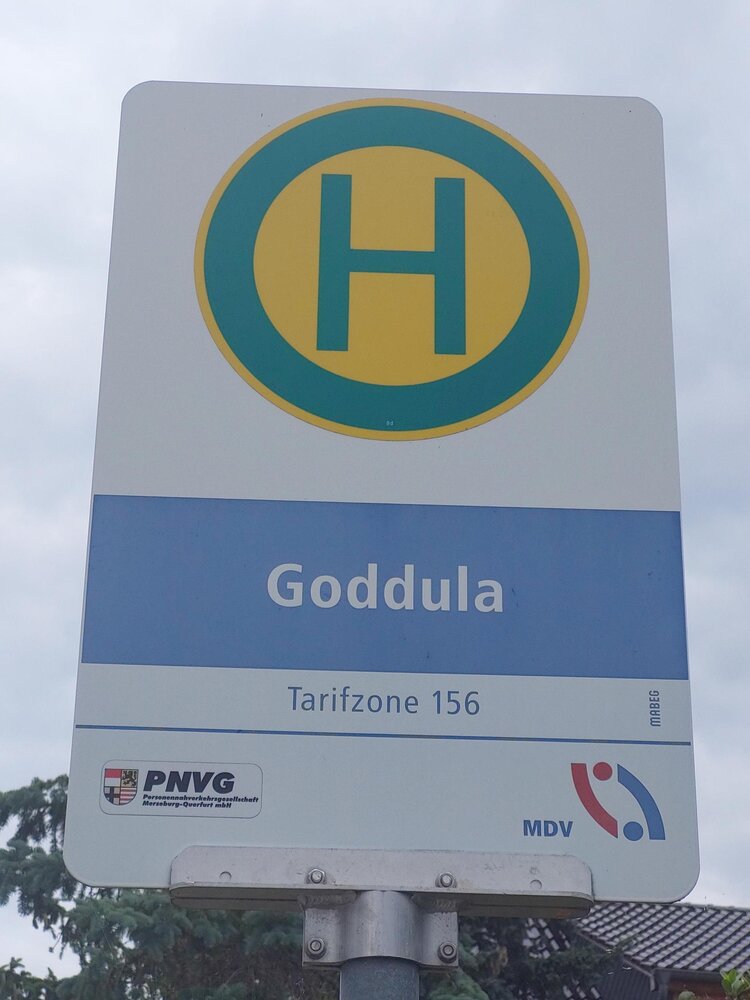 H
Goddula
Tarifzone 156
MABEG
PNVG
Personennahverkehrsgesellschaft
Merseburg-Querfurt mbH
MDV